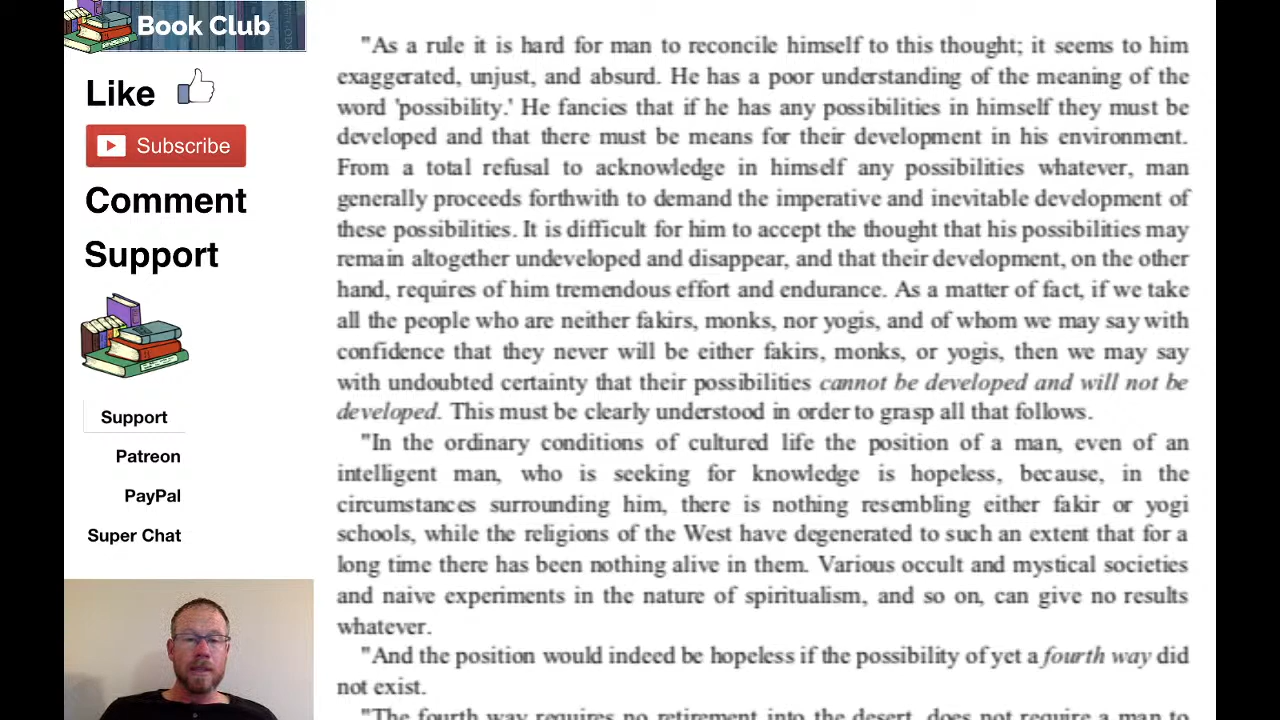 Book Club
Like
Subscribe
Comment
Support
Support
Patreon
PayPal
Super Chat
"As a rule it is hard for man to reconcile himself to this thought; it seems to him
exaggerated, unjust, and absurd. He has a poor understanding of the meaning of the
word 'possibility.' He fancies that if he has any possibilities in himself they must be
developed and that there must be means for their development in his environment.
From a total refusal to acknowledge in himself any possibilities whatever, man
generally proceeds forthwith to demand the imperative and inevitable development of
these possibilities. It is difficult for him to accept the thought that his possibilities may
remain altogether undeveloped and disappear, and that their development, on the other
hand, requires of him tremendous effort and endurance. As a matter of fact, if we take
all the people who are neither fakirs, monks, nor yogis, and of whom we may say with
confidence that they never will be either fakirs, monks, or yogis, then we may say
with undoubted certainty that their possibilities cannot be developed and will not be
developed. This must be clearly understood in order to grasp all that follows.
"In the ordinary conditions of cultured life the position of a man, even of an
intelligent man, who is seeking for knowledge is hopeless, because, in the
circumstances surrounding him, there is nothing resembling either fakir or yogi
schools, while the religions of the West have degenerated to such an extent that for a
long time there has been nothing alive in them. Various occult and mystical societies
and naive experiments in the nature of spiritualism, and so on, can give no results
whatever.
"And the position would indeed be hopeless if the possibility of yet a fourth way did
not exist.
"The fourth way requires no retirement into the desert, does not require a man to